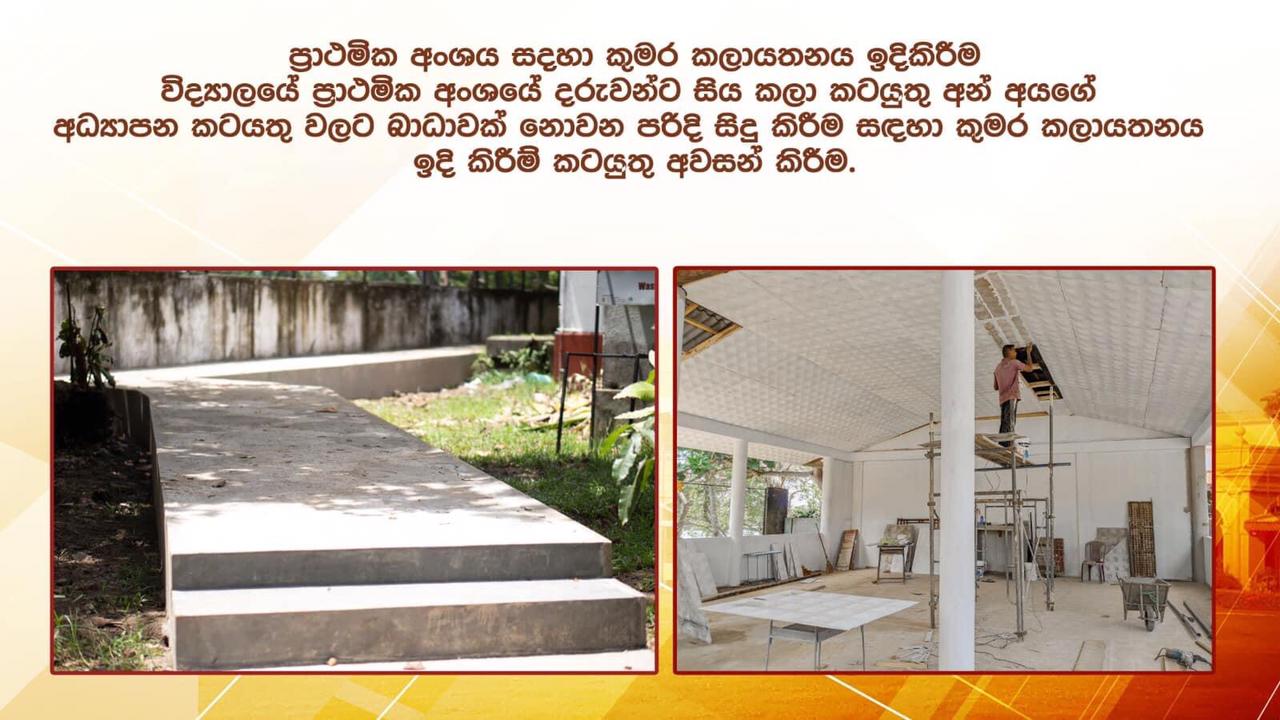 ප්‍රාථමික අංශය සදහා කුමර කලායතනය ඉදිකිරීම
විද්‍යාලයේ ප්‍රාථමික අංශයේ දරුවන්ට සිය කලා කටයුතු අන් අයගේ
අධ්‍යාපන කටයතු වලට බාධාවක් නොවන පරිදි සිදු කිරීම සඳහා කුමර කලායතනය
ඉදි කිරීම් කටයුතු අවසන් කිරීම.
Was